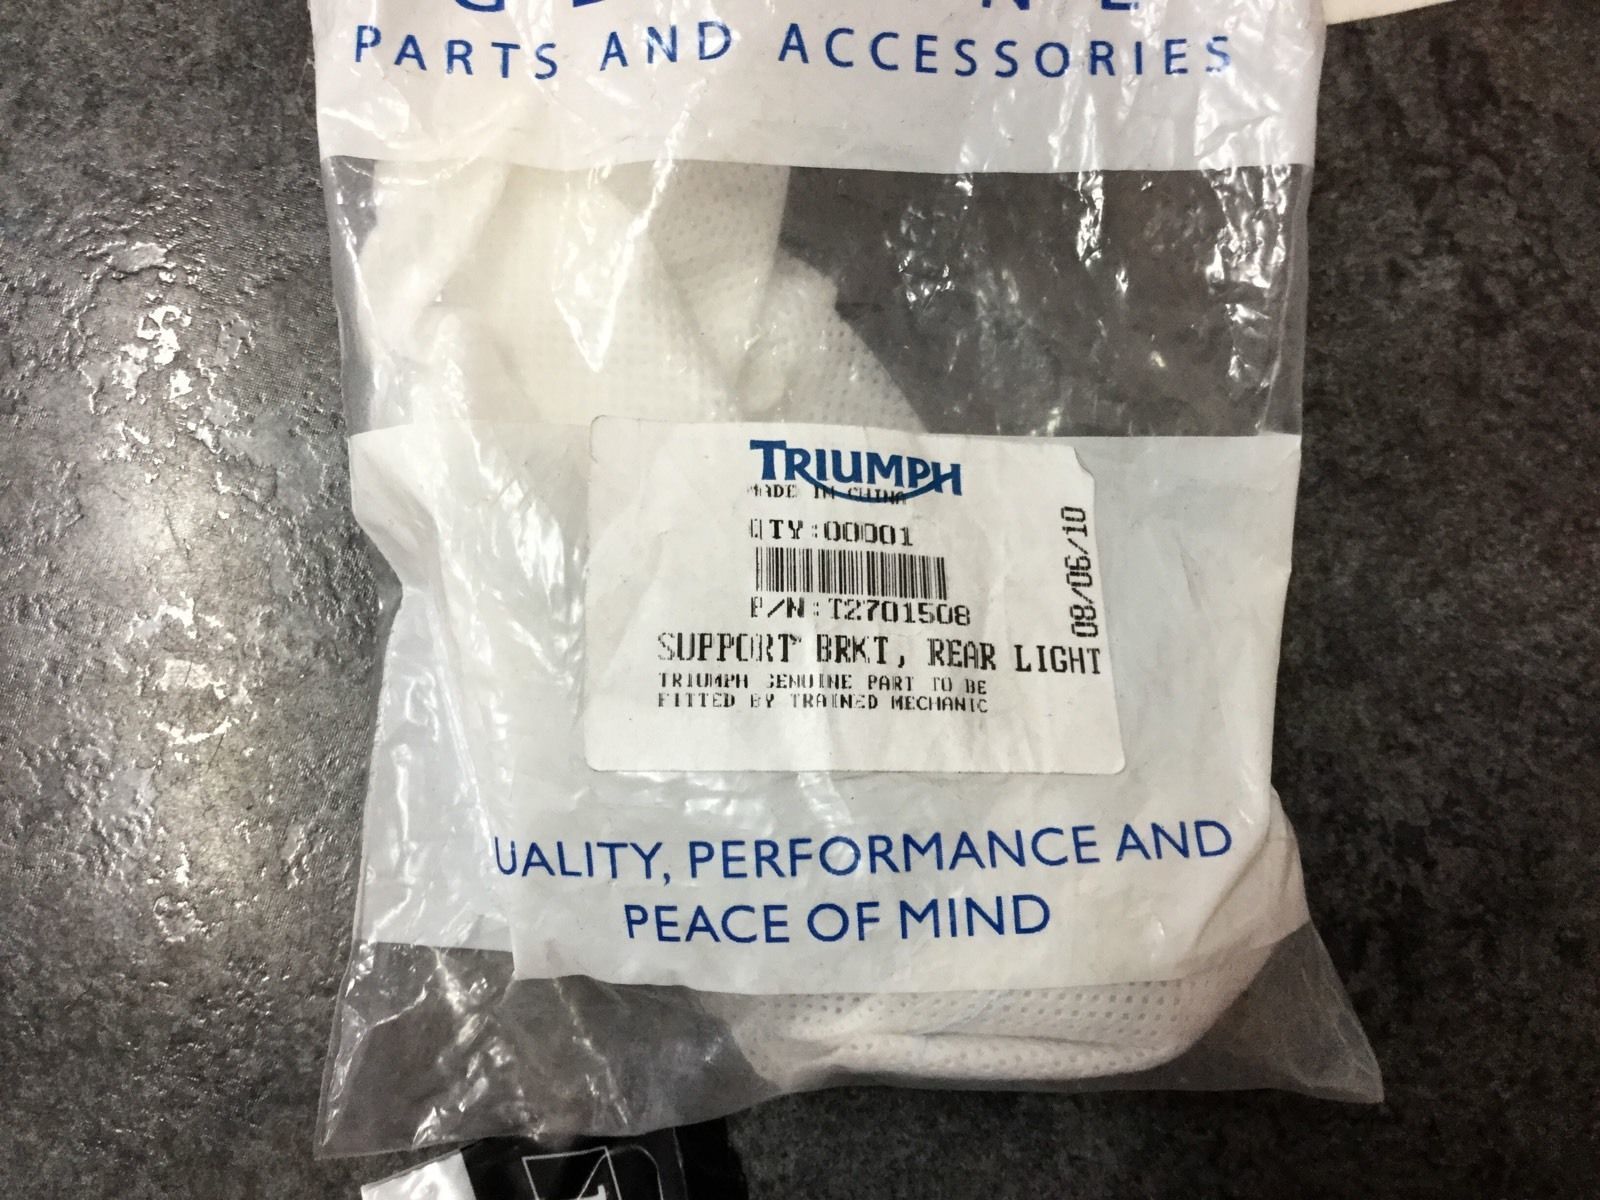 PARTS AND ACCESSORIES
TRIUMPH
MADE IN CHINA
QTY:00001
P/N:T2701508
08/06/10
SUPPORT BRKT, REAR LIGHT
TRIUMPH GENUINE PART TO BE
FITTED BY TRAINED MECHANIC
UALITY, PERFORMANCE AND
PEACE OF MIND